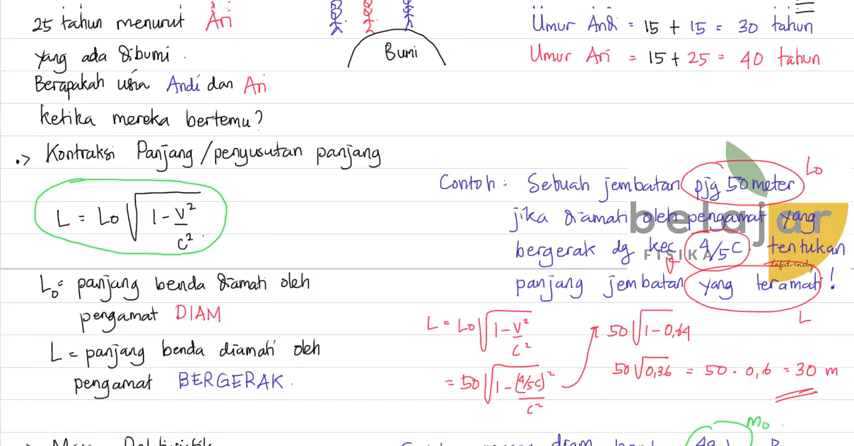 25 tahun menurut Ari
yang ada dibumi.
Berapakah usia Andi dan Ari
ketika mereka bertemu?
Bumi
Umur Andi = 15 + 15 = 30 tahun
Umur Ari = 15 + 25 = 40 tahun
.> Kontraksi Panjang / penyusutan panjang
L = Lo √(1 - v²/c²)
Lo = panjang benda diamati oleh
pengamat DIAM
L = panjang benda diamati oleh
pengamat BERGERAK.
Contoh : Sebuah jembatan pjg 50 meter Lo
jika diamati oleh pengamat yang
bergerak dg kec 4/5 C tentukan
v
panjang jembatan yang teramati!
L
L = Lo √(1 - v²/c²)
= 50 √(1 - (4/5c)²/c²)
50 √(1 - 0,64)
50 √0,36 = 50 . 0,6 = 30 m
belajar
FISIKA
Mo